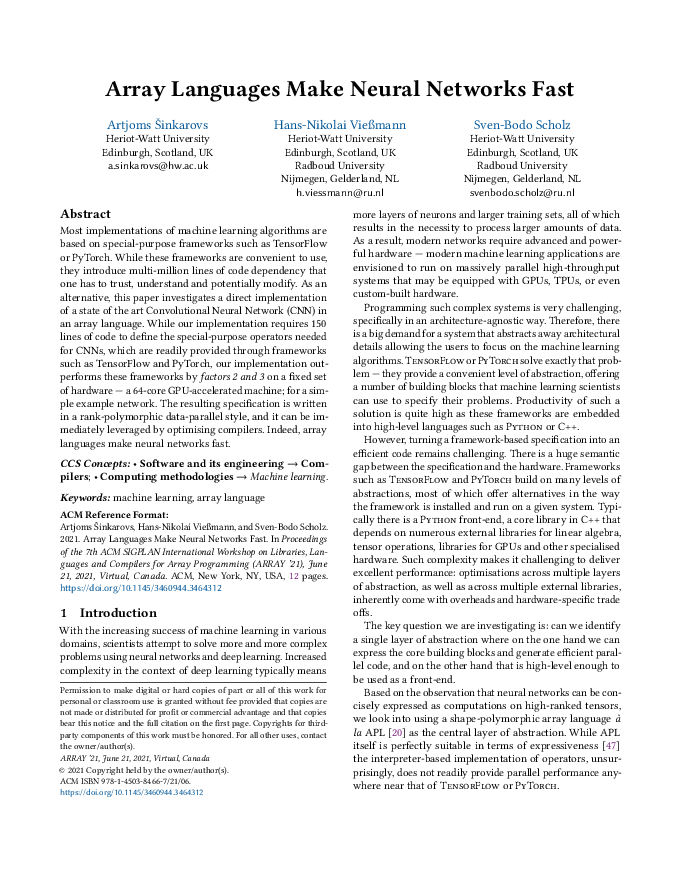 Array Languages Make Neural Networks Fast
Artjoms Šinkarovs
Heriot-Watt University
Edinburgh, Scotland, UK
a.sinkarovs@hw.ac.uk
Hans-Nikolai Vießmann
Heriot-Watt University
Edinburgh, Scotland, UK
Radboud University
Nijmegen, Gelderland, NL
h.viessmann@ru.nl
Sven-Bodo Scholz
Heriot-Watt University
Edinburgh, Scotland, UK
Radboud University
Nijmegen, Gelderland, NL
svenbodo.scholz@ru.nl
Abstract
Most implementations of machine learning algorithms are
based on special-purpose frameworks such as TensorFlow
or PyTorch. While these frameworks are convenient to use,
they introduce multi-million lines of code dependency that
one has to trust, understand and potentially modify. As an
alternative, this paper investigates a direct implementation
of a state of the art Convolutional Neural Network (CNN) in
an array language. While our implementation requires 150
lines of code to define the special-purpose operators needed
for CNNs, which are readily provided through frameworks
such as TensorFlow and PyTorch, our implementation out-
performs these frameworks by factors 2 and 3 on a fixed set
of hardware — a 64-core GPU-accelerated machine; for a sim-
ple example network. The resulting specification is written
in a rank-polymorphic data-parallel style, and it can be im-
mediately leveraged by optimising compilers. Indeed, array
languages make neural networks fast.
CCS Concepts: • Software and its engineering → Com-
pilers; • Computing methodologies → Machine learning.
Keywords: machine learning, array language
ACM Reference Format:
Artjoms Šinkarovs, Hans-Nikolai Vießmann, and Sven-Bodo Scholz.
2021. Array Languages Make Neural Networks Fast. In Proceedings
of the 7th ACM SIGPLAN International Workshop on Libraries, Lan-
guages and Compilers for Array Programming (ARRAY '21), June
21, 2021, Virtual, Canada. ACM, New York, NY, USA, 12 pages.
https://doi.org/10.1145/3460944.3464312
1 Introduction
With the increasing success of machine learning in various
domains, scientists attempt to solve more and more complex
problems using neural networks and deep learning. Increased
complexity in the context of deep learning typically means
Permission to make digital or hard copies of part or all of this work for
personal or classroom use is granted without fee provided that copies are
not made or distributed for profit or commercial advantage and that copies
bear this notice and the full citation on the first page. Copyrights for third-
party components of this work must be honored. For all other uses, contact
the owner/author(s).
ARRAY '21, June 21, 2021, Virtual, Canada
© 2021 Copyright held by the owner/author(s).
ACM ISBN 978-1-4503-8466-7/21/06.
https://doi.org/10.1145/3460944.3464312
more layers of neurons and larger training sets, all of which
results in the necessity to process larger amounts of data.
As a result, modern networks require advanced and power-
ful hardware — modern machine learning applications are
envisioned to run on massively parallel high-throughput
systems that may be equipped with GPUs, TPUs, or even
custom-built hardware.
Programming such complex systems is very challenging,
specifically in an architecture-agnostic way. Therefore, there
is a big demand for a system that abstracts away architectural
details allowing the users to focus on the machine learning
algorithms. TensorFlow or PyTorch solve exactly that prob-
lem — they provide a convenient level of abstraction, offering
a number of building blocks that machine learning scientists
can use to specify their problems. Productivity of such a
solution is quite high as these frameworks are embedded
into high-level languages such as Python or C++.
However, turning a framework-based specification into an
efficient code remains challenging. There is a huge semantic
gap between the specification and the hardware. Frameworks
such as TensorFlow and PyTorch build on many levels of
abstractions, most of which offer alternatives in the way
the framework is installed and run on a given system. Typi-
cally there is a Python front-end, a core library in C++ that
depends on numerous external libraries for linear algebra,
tensor operations, libraries for GPUs and other specialised
hardware. Such complexity makes it challenging to deliver
excellent performance: optimisations across multiple layers
of abstraction, as well as across multiple external libraries,
inherently come with overheads and hardware-specific trade
offs.
The key question we are investigating is: can we identify
a single layer of abstraction where on the one hand we can
express the core building blocks and generate efficient paral-
lel code, and on the other hand that is high-level enough to
be used as a front-end.
Based on the observation that neural networks can be con-
cisely expressed as computations on high-ranked tensors,
we look into using a shape-polymorphic array language à
la APL [20] as the central layer of abstraction. While APL
itself is perfectly suitable in terms of expressiveness [47]
the interpreter-based implementation of operators, unsur-
prisingly, does not readily provide parallel performance any-
where near that of TensorFlow or PyTorch.